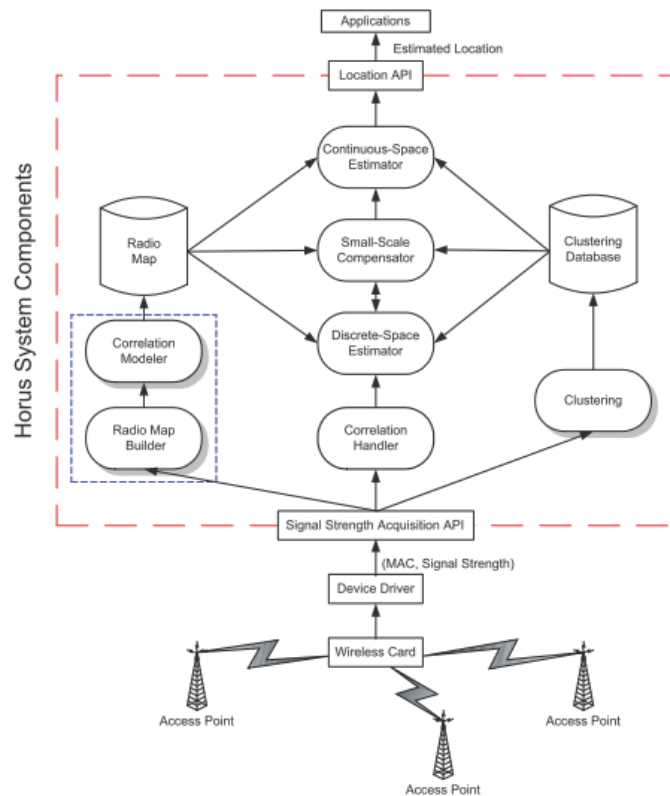 Applications
Estimated Location
Location API
Continuous-Space
Estimator
Radio
Map
Small-Scale
Compensator
Clustering
Database
Horus System Components
Correlation
Modeler
Discrete-Space
Estimator
Radio Map
Builder
Correlation
Handler
Clustering
Signal Strength Acquisition API
(MAC, Signal Strength)
Device Driver
Wireless Card
Access Point
Access Point
Access Point